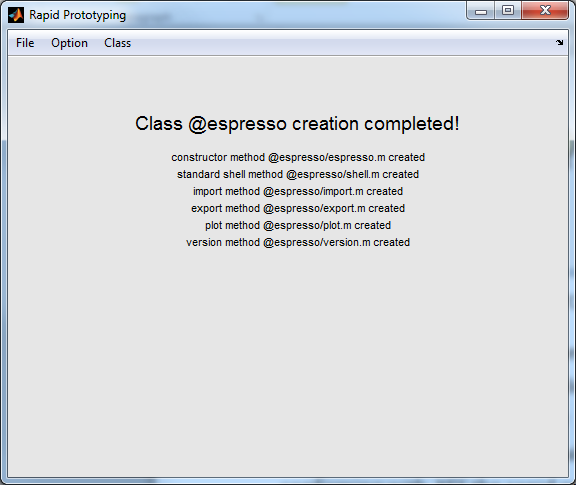 Rapid Prototyping
File Option Class
Class @espresso creation completed!
constructor method @espresso/espresso.m created
standard shell method @espresso/shell.m created
import method @espresso/import.m created
export method @espresso/export.m created
plot method @espresso/plot.m created
version method @espresso/version.m created